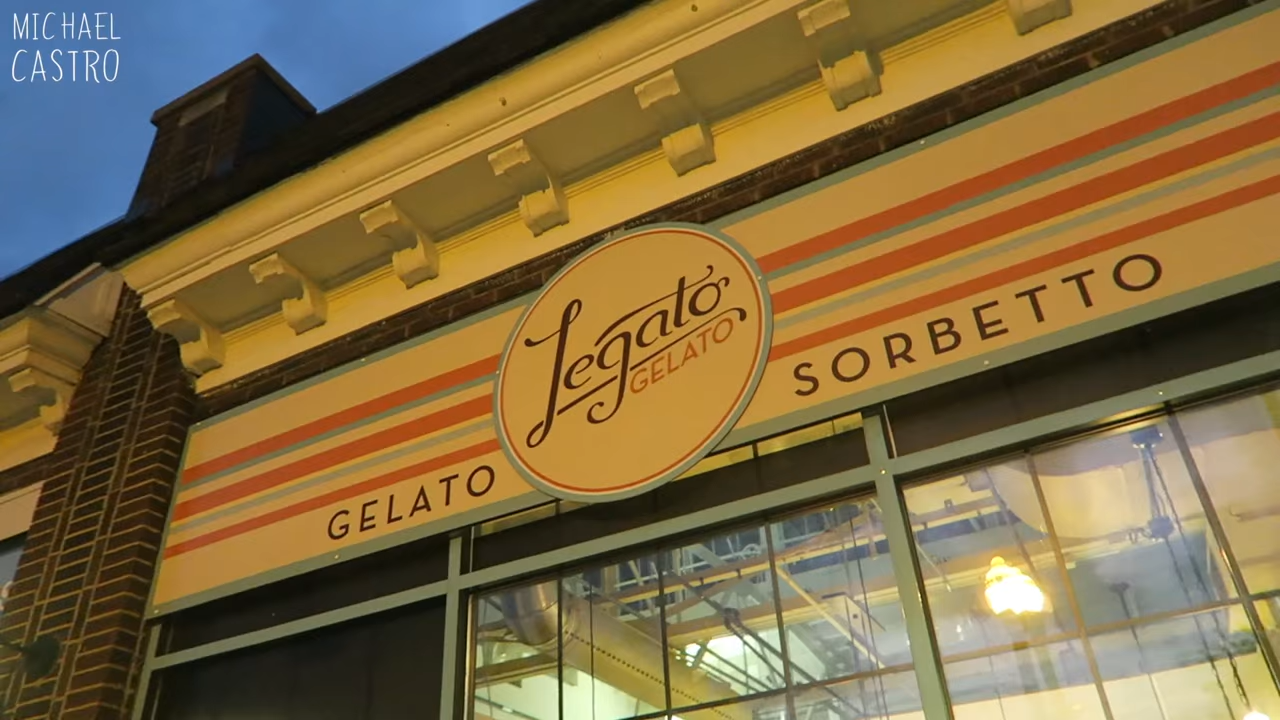 MICHAEL
CASTRO
Legato
GELATO
GELATO
SORBETTO